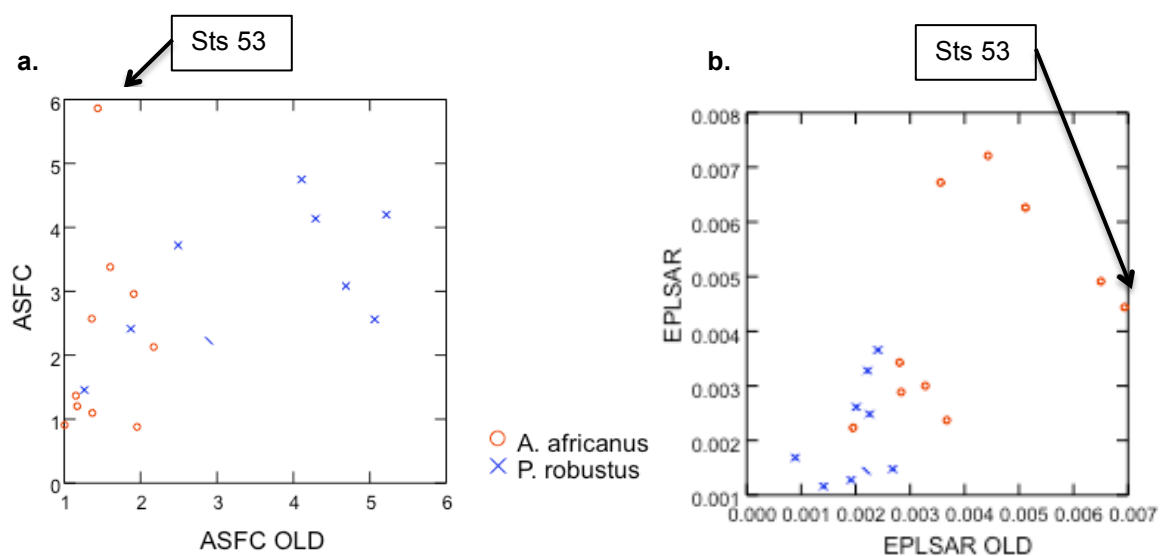 a.
Sts 53
6
5
4
3
2
1
0
ASFC
1 2 3 4 5 6
ASFC OLD
A. africanus
P. robustus
b.
Sts 53
0.008
0.007
0.006
0.005
0.004
0.003
0.002
0.001
EPLSAR
0.000 0.001 0.002 0.003 0.004 0.005 0.006 0.007
EPLSAR OLD